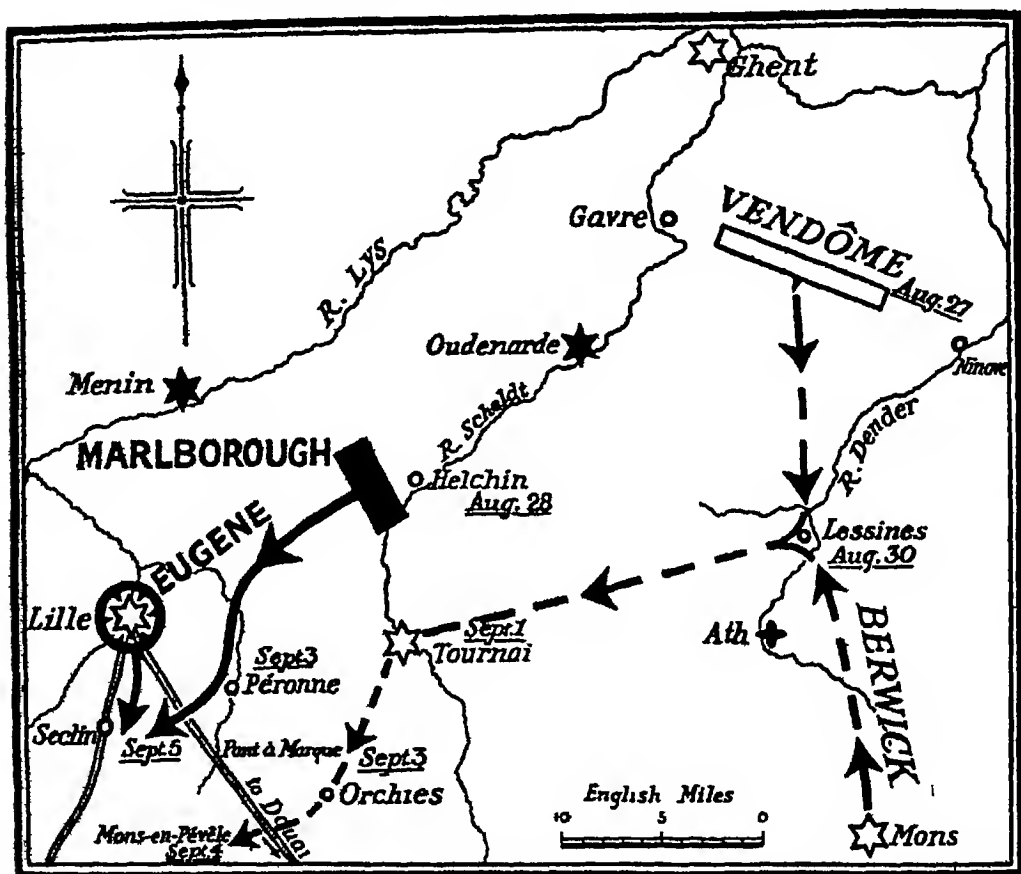 Ghent
Gavre
VENDÔME
Aug. 27
R. Lys
Oudenarde
Ninove
Menin
R. Scheldt
R. Dender
MARLBOROUGH
Helchin
Aug. 28
Lessines
Aug. 30
EUGENE
Lille
Sept. 1
Tournai
Ath
BERWICK
Sept. 3
Péronne
Seclin
Sept. 5
Pont à Marque
Sept. 3
to Douai
Orchies
English Miles
10 5 0
Mons-en-Pévèle
Sept. 4
Mons